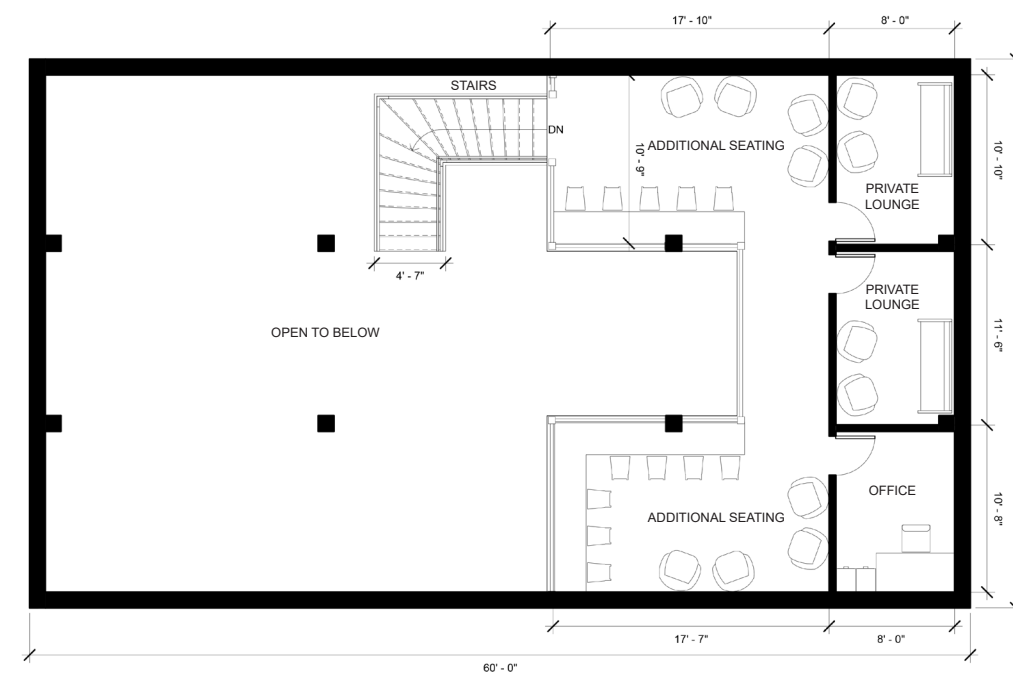 17' - 10"
8' - 0"
STAIRS
DN
ADDITIONAL SEATING
10' - 9"
10' - 10"
PRIVATE
LOUNGE
4' - 7"
PRIVATE
LOUNGE
OPEN TO BELOW
11' - 6"
OFFICE
ADDITIONAL SEATING
10' - 8"
17' - 7"
8' - 0"
60' - 0"